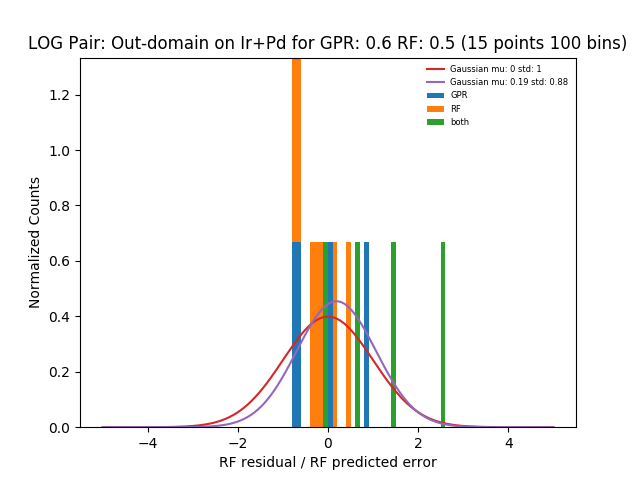 LOG Pair: Out-domain on Ir+Pd for GPR: 0.6 RF: 0.5 (15 points 100 bins)
Gaussian mu: 0 std: 1
Gaussian mu: 0.19 std: 0.88
GPR
RF
both
Normalized Counts
1.2
1.0
0.8
0.6
0.4
0.2
0.0
−4
−2
0
2
4
RF residual / RF predicted error